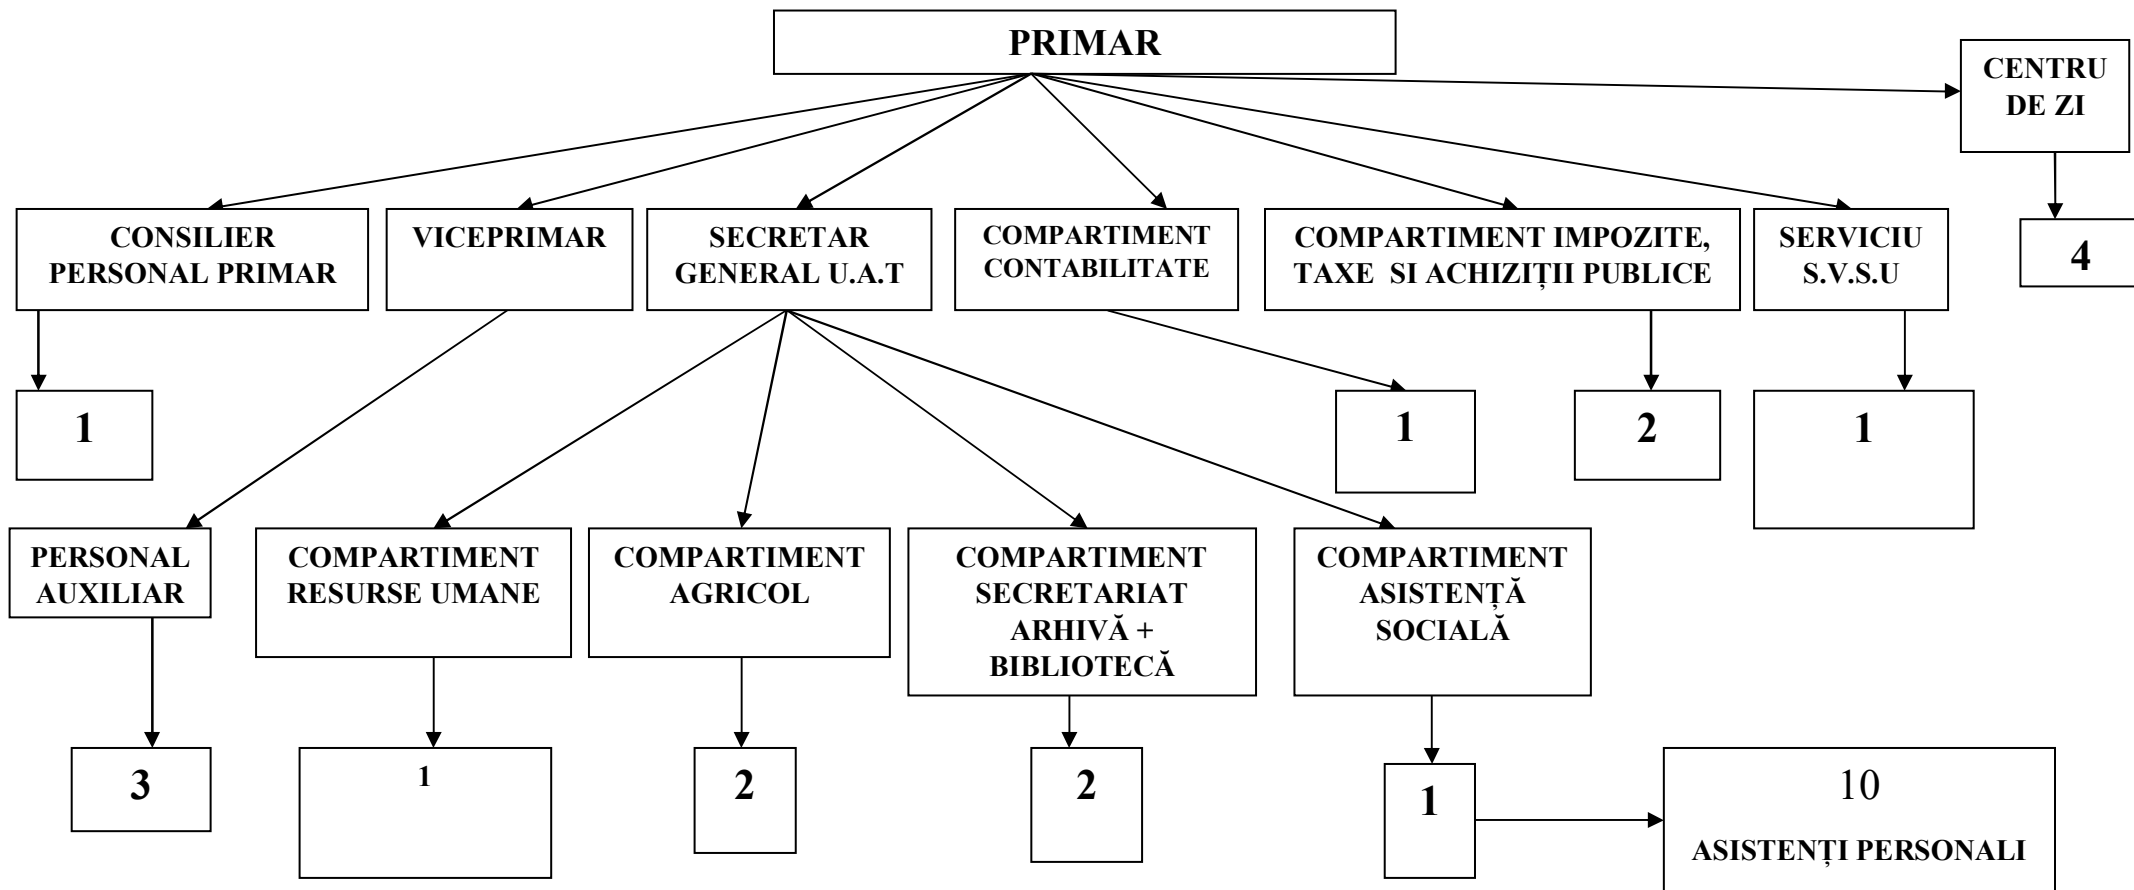 PRIMAR
CENTRU
DE ZI
CONSILIER
PERSONAL PRIMAR
VICEPRIMAR
SECRETAR
GENERAL U.A.T
COMPARTIMENT
CONTABILITATE
COMPARTIMENT IMPOZITE,
TAXE SI ACHIZIȚII PUBLICE
SERVICIU
S.V.S.U
4
1
1
2
1
PERSONAL
AUXILIAR
COMPARTIMENT
RESURSE UMANE
COMPARTIMENT
AGRICOL
COMPARTIMENT
SECRETARIAT
ARHIVĂ +
BIBLIOTECĂ
COMPARTIMENT
ASISTENȚĂ
SOCIALĂ
3
1
2
2
1
10
ASISTENȚI PERSONALI